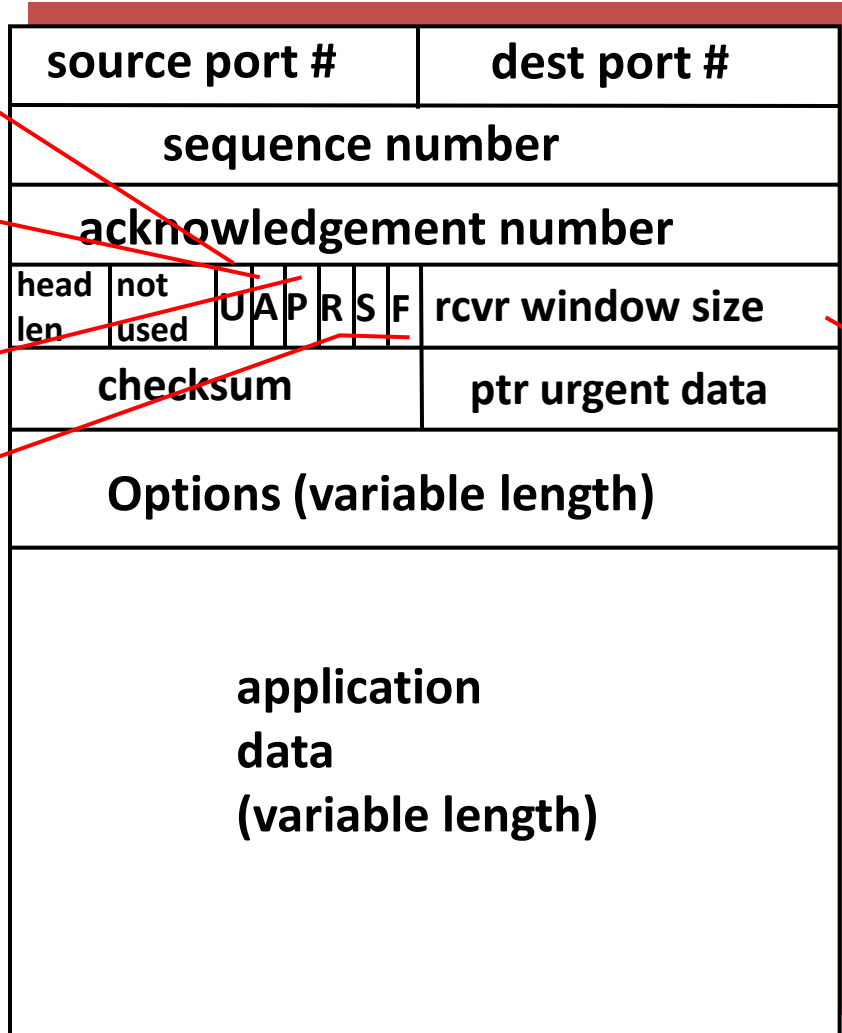 source port # dest port #
sequence number
acknowledgement number
head not U A P R S F rcvr window size
len used
checksum ptr urgent data
Options (variable length)
application
data
(variable length)